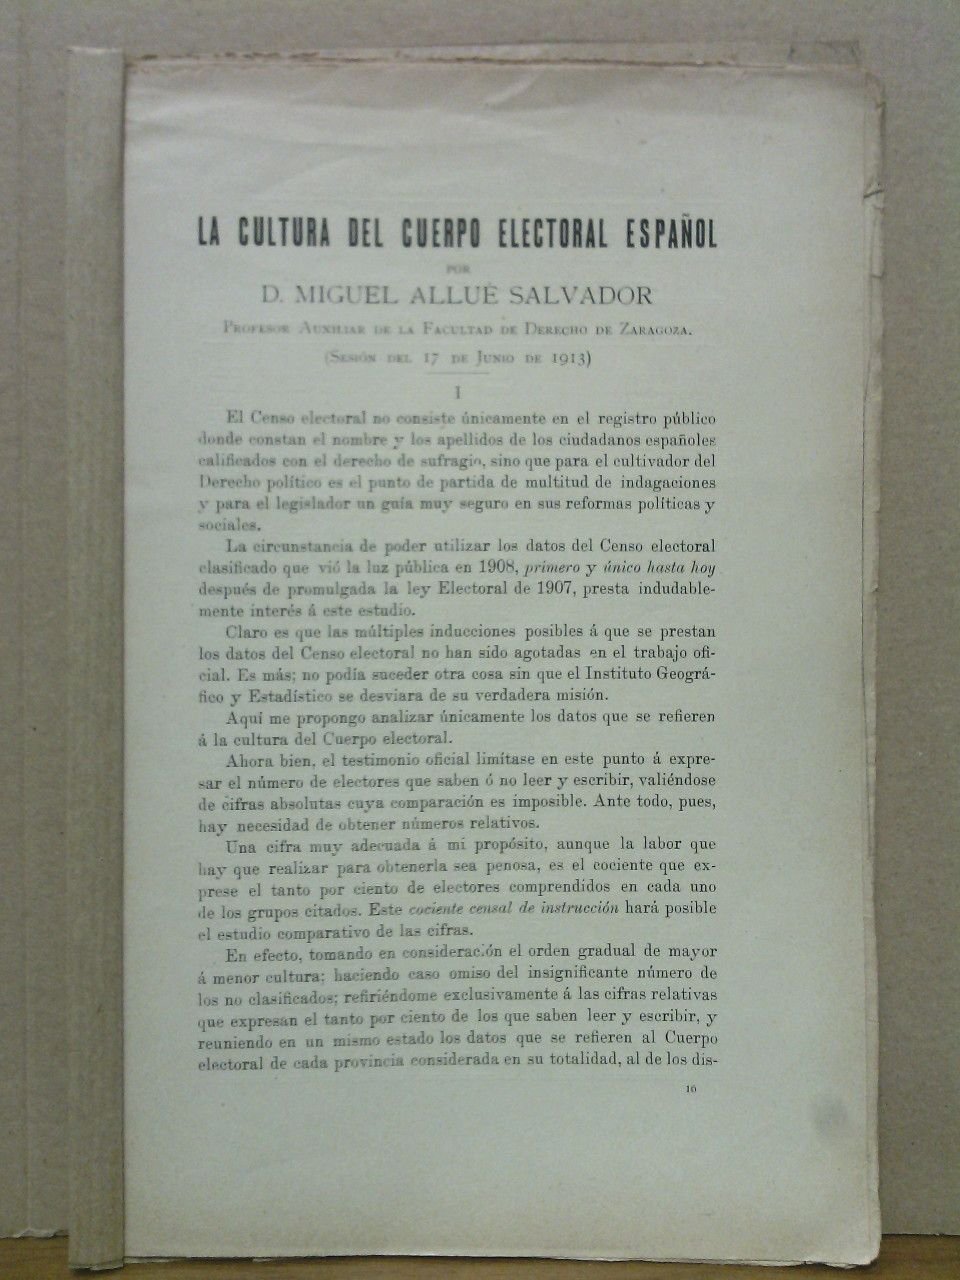 LA CULTURA DEL CUERPO ELECTORAL ESPAÑOL
POR
D. MIGUEL ALLUÉ SALVADOR
Profesor Auxiliar de la Facultad de Derecho de Zaragoza.
(Sesión del 17 de Junio de 1913)
I
El Censo electoral no consiste únicamente en el registro público
donde constan el nombre y los apellidos de los ciudadanos españoles
calificados con el derecho de sufragio, sino que para el cultivador del
Derecho político es el punto de partida de multitud de indagaciones
y para el legislador un guía muy seguro en sus reformas políticas y
sociales.
La circunstancia de poder utilizar los datos del Censo electoral
clasificado que vió la luz pública en 1908, primero y único hasta hoy
después de promulgada la ley Electoral de 1907, presta indudable-
mente interés á este estudio.
Claro es que las múltiples inducciones posibles á que se prestan
los datos del Censo electoral no han sido agotadas en el trabajo ofi-
cial. Es más; no podía suceder otra cosa sin que el Instituto Geográ-
fico y Estadístico se desviara de su verdadera misión.
Aquí me propongo analizar únicamente los datos que se refieren
á la cultura del Cuerpo electoral.
Ahora bien, el testimonio oficial limítase en este punto á expre-
sar el número de electores que saben ó no leer y escribir, valiéndose
de cifras absolutas cuya comparación es imposible. Ante todo, pues,
hay necesidad de obtener números relativos.
Una cifra muy adecuada á mi propósito, aunque la labor que
hay que realizar para obtenerla sea penosa, es el cociente que ex-
prese el tanto por ciento de electores comprendidos en cada uno
de los grupos citados. Este cociente censal de instrucción hará posible
el estudio comparativo de las cifras.
En efecto, tomando en consideración el orden gradual de mayor
á menor cultura; haciendo caso omiso del insignificante número de
los no clasificados; refiriéndome exclusivamente á las cifras relativas
que expresan el tanto por ciento de los que saben leer y escribir, y
reuniendo en un mismo estado los datos que se refieren al Cuerpo
electoral de cada provincia considerada en su totalidad, al de los dis-
16